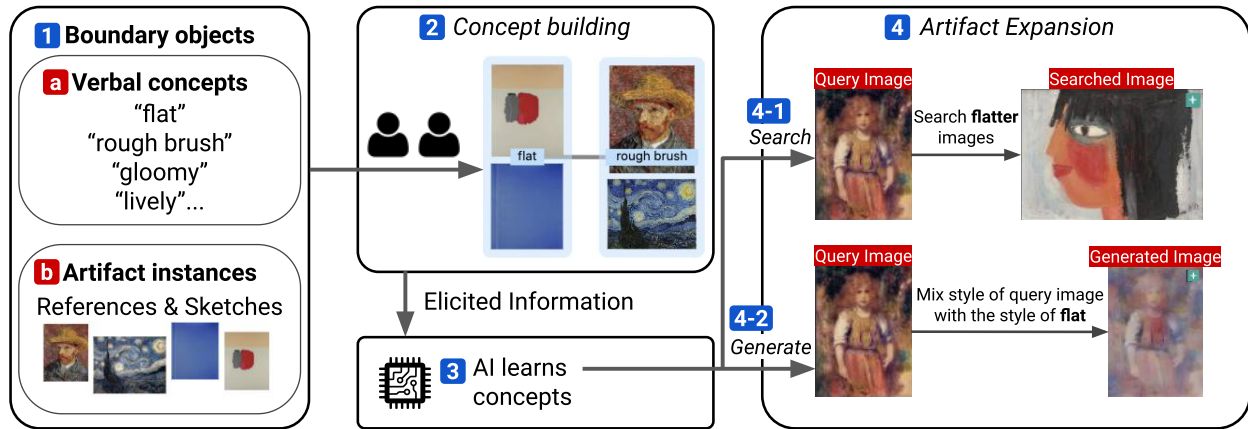 1 Boundary objects
a Verbal concepts
“flat”
“rough brush”
“gloomy”
“lively”...
b Artifact instances
References & Sketches
2 Concept building
flat
rough brush
Elicited Information
3 AI learns
concepts
4 Artifact Expansion
4-1
Search
Query Image
Search flatter
images
Searched Image
+
4-2
Generate
Query Image
Mix style of query image
with the style of flat
Generated Image
+